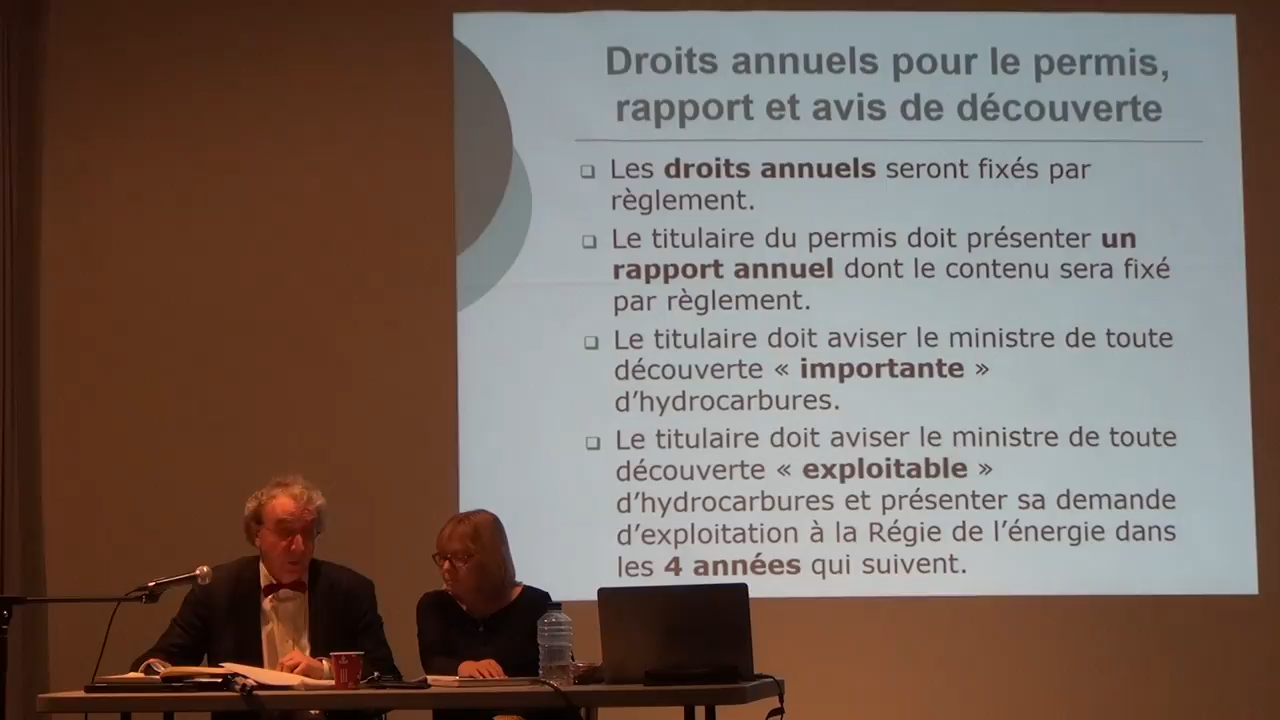 Droits annuels pour le permis,
rapport et avis de découverte
Les droits annuels seront fixés par
règlement.
Le titulaire du permis doit présenter un
rapport annuel dont le contenu sera fixé
par règlement.
Le titulaire doit aviser le ministre de toute
découverte « importante »
d'hydrocarbures.
Le titulaire doit aviser le ministre de toute
découverte « exploitable »
d'hydrocarbures et présenter sa demande
d'exploitation à la Régie de l'énergie dans
les 4 années qui suivent.